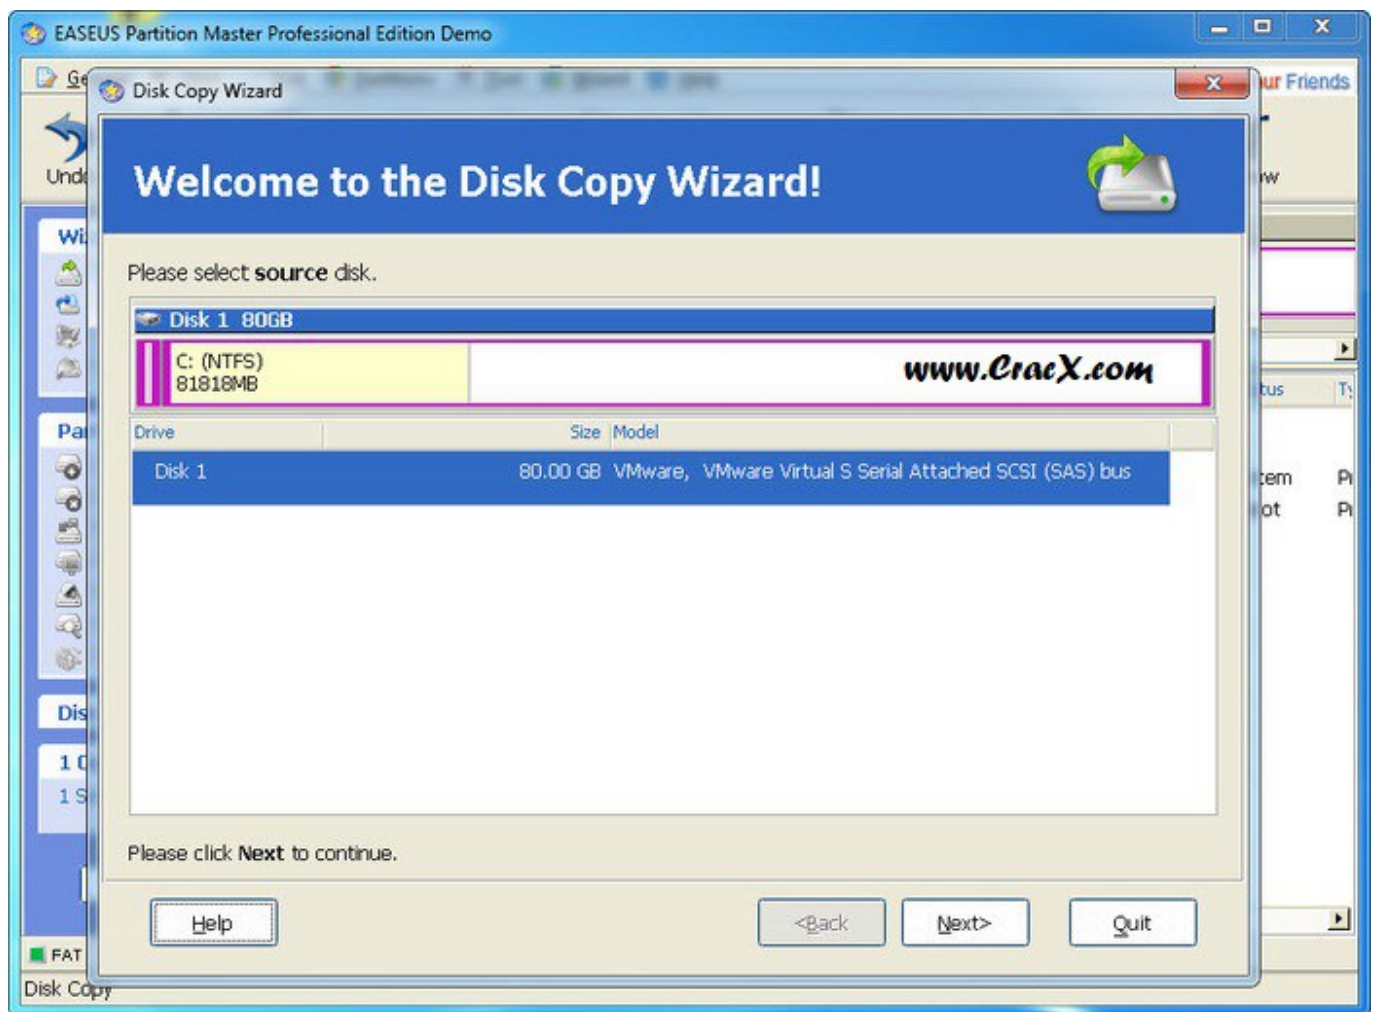 EASEUS Partition Master Professional Edition Demo
Disk Copy Wizard
ur Friends
Welcome to the Disk Copy Wizard!
Please select source disk.
Disk 1 80GB
C: (NTFS)
81818MB
www.CracX.com
Drive Size Model
Disk 1 80.00 GB VMware, VMware Virtual S Serial Attached SCSI (SAS) bus
1 S
Please click Next to continue.
Help <Back Next> Quit
FAT
Disk Copy